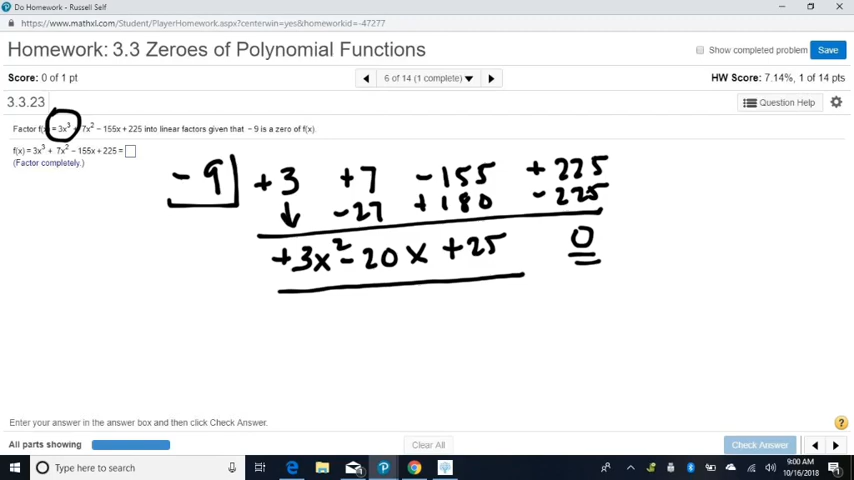 Do Homework - Russell Self
https://www.mathxl.com/Student/PlayerHomework.aspx?centerwin=yes&homeworkid=-47277
Homework: 3.3 Zeroes of Polynomial Functions
Show completed problem
Save
Score: 0 of 1 pt
6 of 14 (1 complete)
HW Score: 7.14%, 1 of 14 pts
3.3.23
Question Help
Factor f(x) = 3x³ + 7x² − 155x + 225 into linear factors given that − 9 is a zero of f(x).
f(x) = 3x³ + 7x² − 155x + 225 =
(Factor completely.)
-9 +3 +7 -155 +225
↓ -27 +180 -225
+3x² -20x +25 0
Enter your answer in the answer box and then click Check Answer.
?
All parts showing
Clear All
Check Answer
Type here to search
9:00 AM
10/16/2018